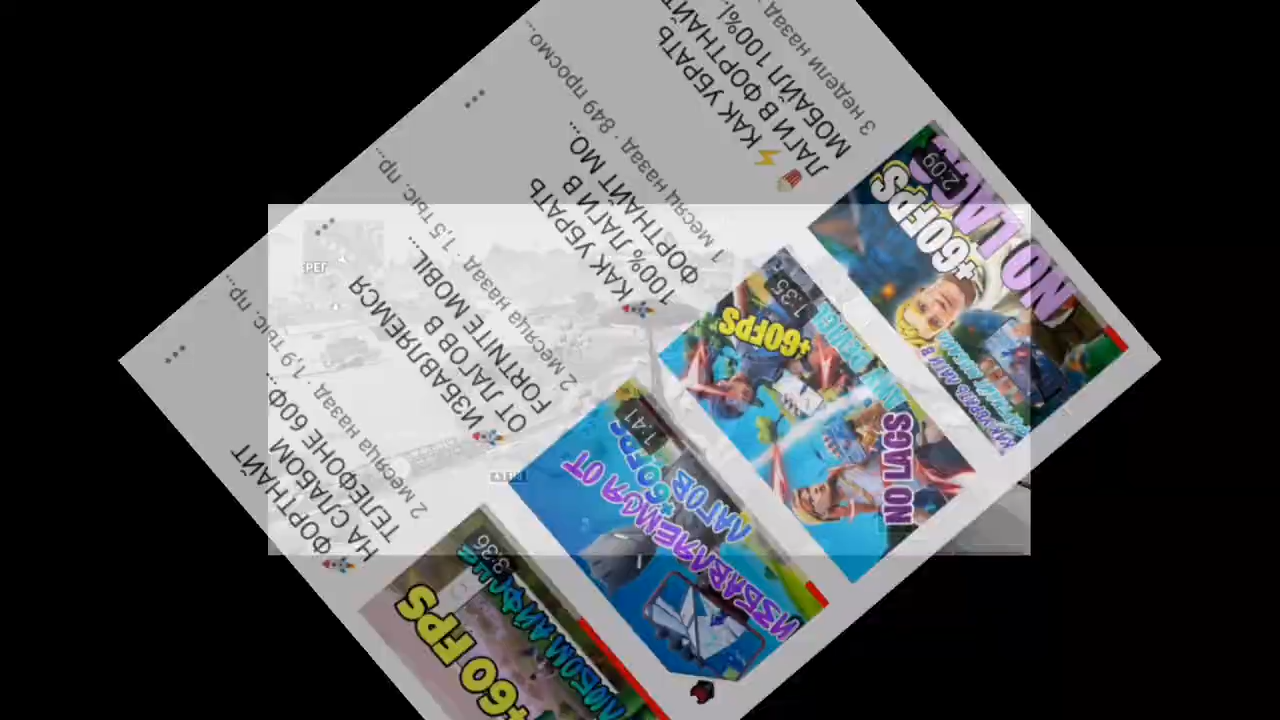 ⚡ КАК УБРАТЬ
ЛАГИ В ФОРТНАЙТ
МОБАЙЛ 100%!
3 недели назад
2:09
+60FPS
NO LAGS
🚀 КАК УБРАТЬ
100% ЛАГИ В
ФОРТНАЙТ МО...
1 месяц назад · 849 просмо...
1:35
+60FPS
NO LAGS
🚀 ИЗБАВЛЯЕМСЯ
ОТ ЛАГОВ В
FORTNITE MOBIL...
2 месяца назад · 1,5 тыс. пр...
1:41
ИЗБАВЛЯЕМСЯ ОТ
ЛАГОВ
+60FPS
🚀 ФОРТНАЙТ
НА СЛАБОМ
ТЕЛЕФОНЕ 60Ф...
2 месяца назад · 1,9 тыс. пр...
3:36
+60 FPS